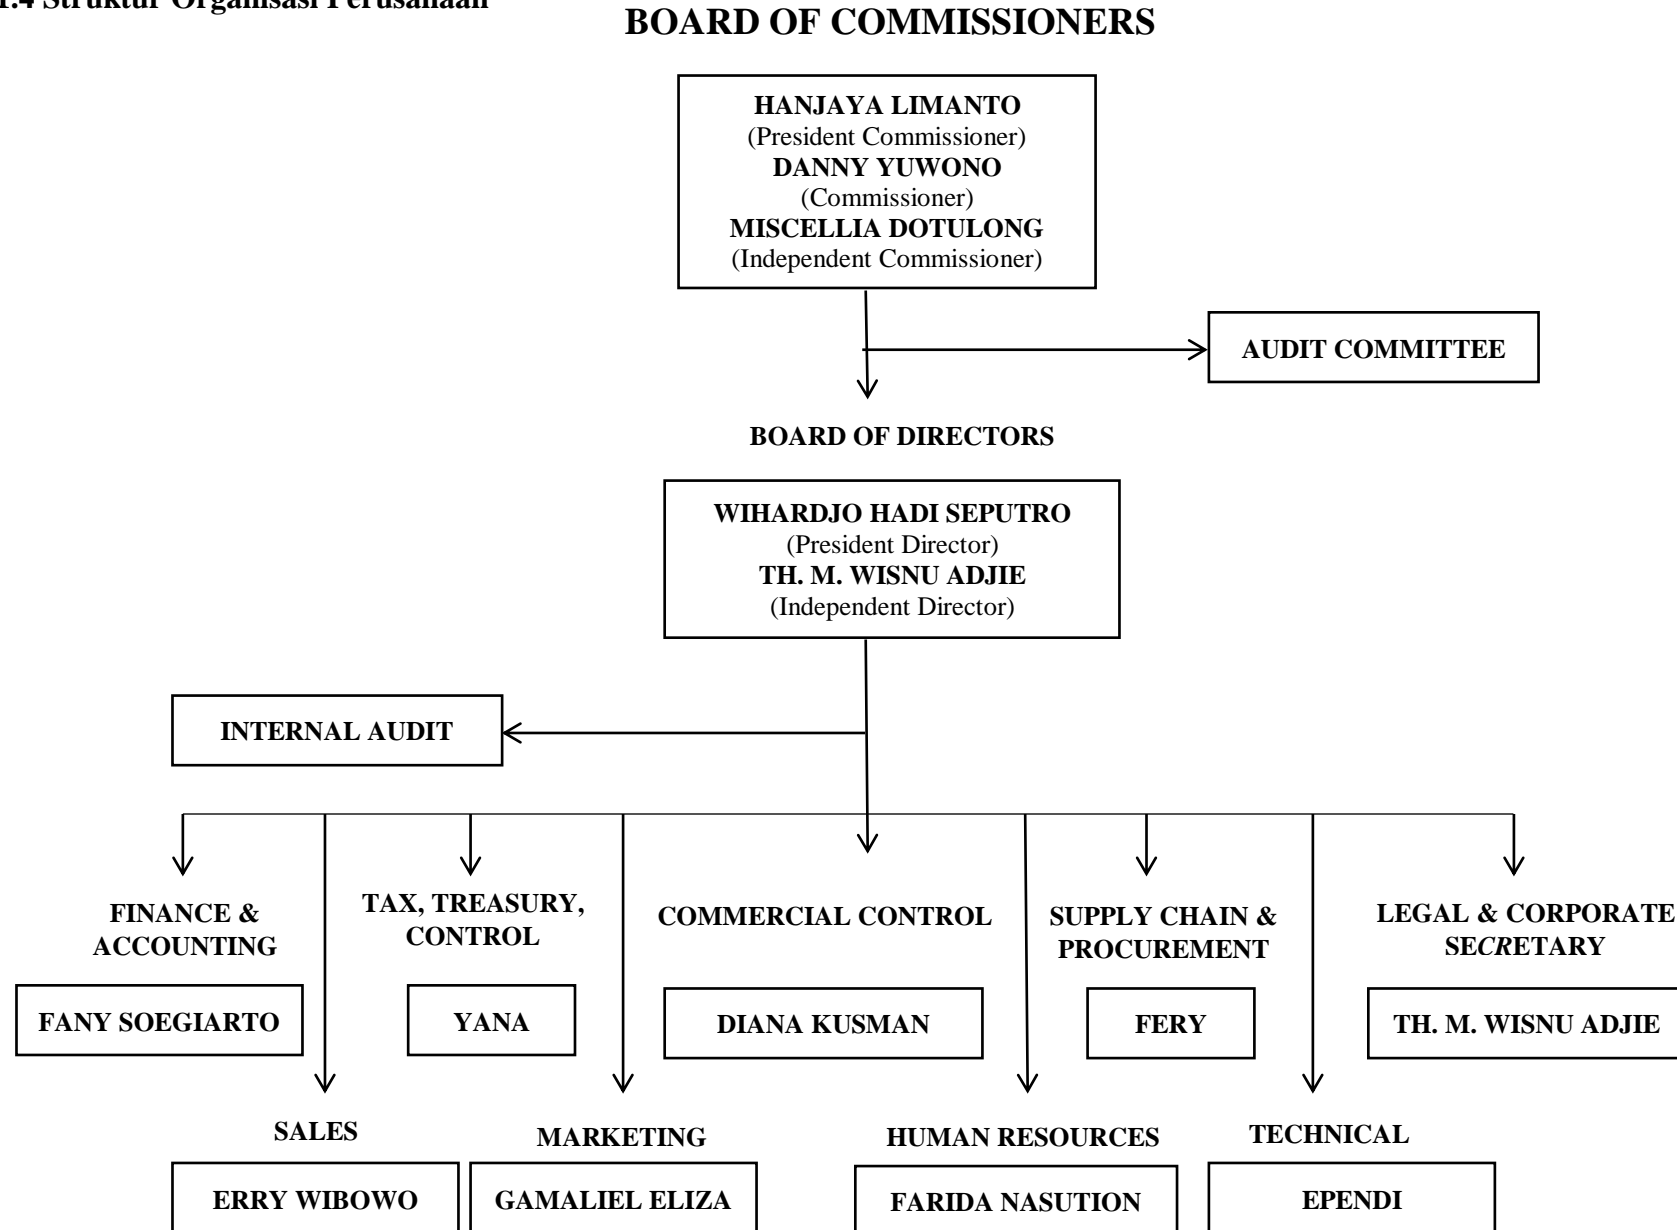 1.4 Struktur Organisasi Perusahaan
BOARD OF COMMISSIONERS
HANJAYA LIMANTO
(President Commissioner)
DANNY YUWONO
(Commissioner)
MISCELLIA DOTULONG
(Independent Commissioner)
AUDIT COMMITTEE
BOARD OF DIRECTORS
WIHARDJO HADI SEPUTRO
(President Director)
TH. M. WISNU ADJIE
(Independent Director)
INTERNAL AUDIT
FINANCE &
ACCOUNTING
FANY SOEGIARTO
TAX, TREASURY,
CONTROL
YANA
COMMERCIAL CONTROL
DIANA KUSMAN
SUPPLY CHAIN &
PROCUREMENT
FERY
LEGAL & CORPORATE
SECRETARY
TH. M. WISNU ADJIE
SALES
ERRY WIBOWO
MARKETING
GAMALIEL ELIZA
HUMAN RESOURCES
FARIDA NASUTION
TECHNICAL
EPENDI